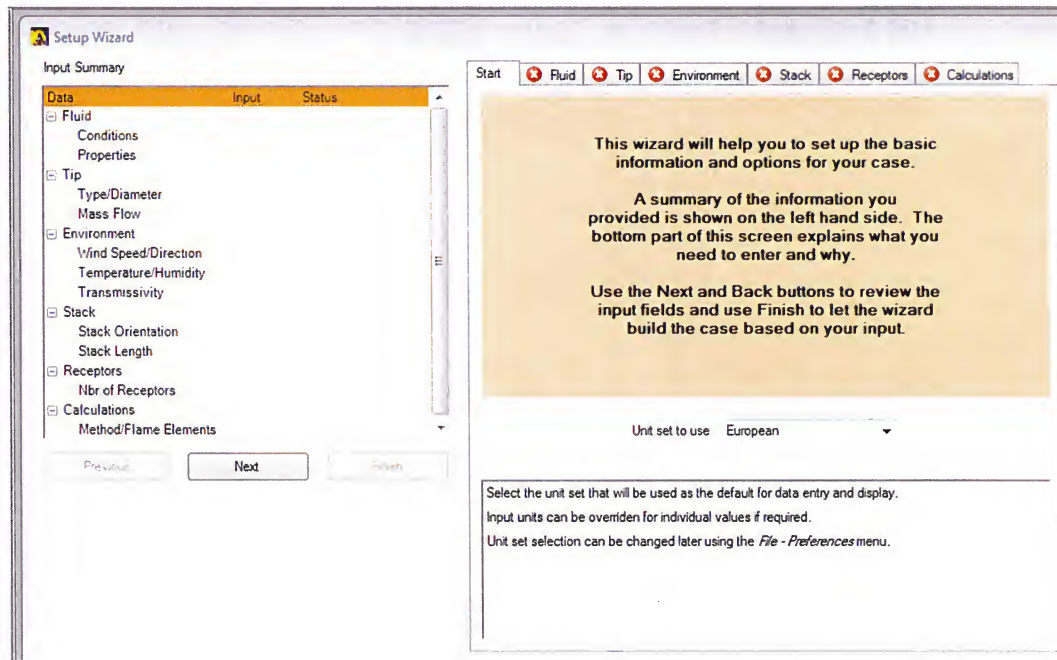 Setup Wizard
Input Summary
Data Input Status
Fluid
Conditions
Properties
Tip
Type/Diameter
Mass Flow
Environment
Wind Speed/Direction
Temperature/Humidity
Transmissivity
Stack
Stack Orientation
Stack Length
Receptors
Nbr of Receptors
Calculations
Method/Flame Elements
Previous Next Finish
Start Fluid Tip Environment Stack Receptors Calculations
This wizard will help you to set up the basic
information and options for your case.
A summary of the information you
provided is shown on the left hand side. The
bottom part of this screen explains what you
need to enter and why.
Use the Next and Back buttons to review the
input fields and use Finish to let the wizard
build the case based on your input.
Unit set to use European
Select the unit set that will be used as the default for data entry and display.
Input units can be overriden for individual values if required.
Unit set selection can be changed later using the File - Preferences menu.